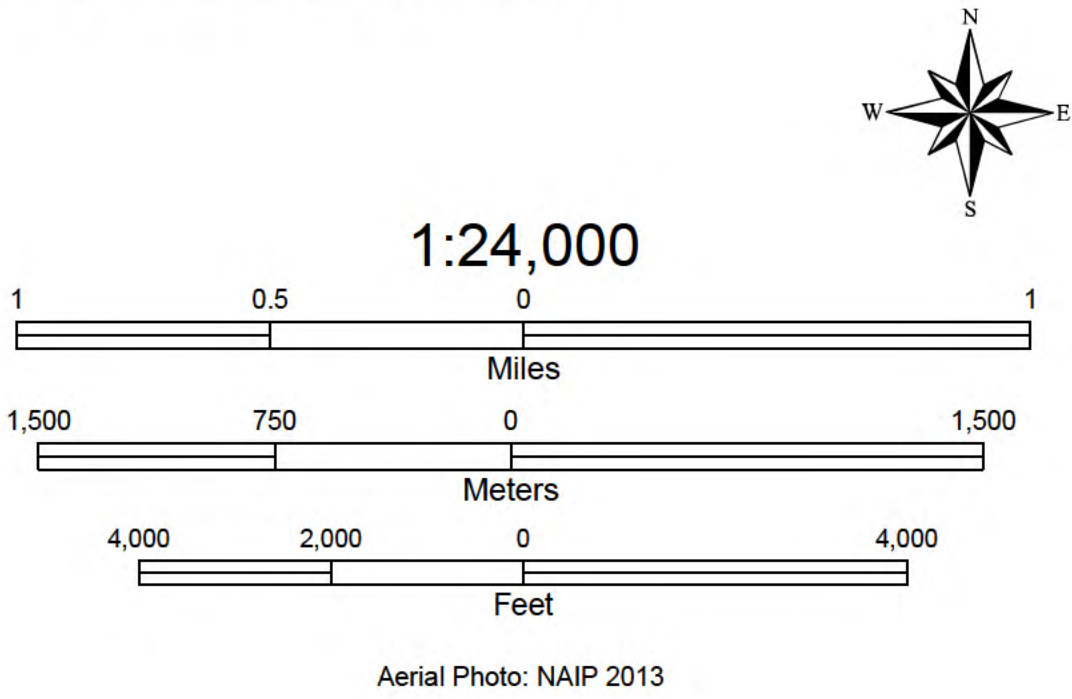 N
W E
S
1:24,000
1 0.5 0 1
Miles
1,500 750 0 1,500
Meters
4,000 2,000 0 4,000
Feet
Aerial Photo: NAIP 2013